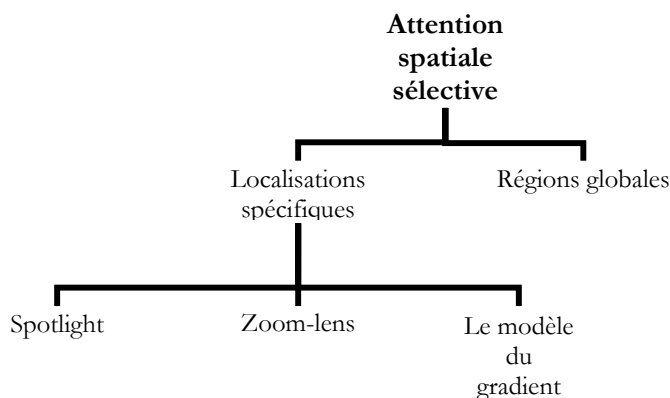 Attention
spatiale
sélective
Localisations
spécifiques
Régions globales
Spotlight
Zoom-lens
Le modèle
du
gradient